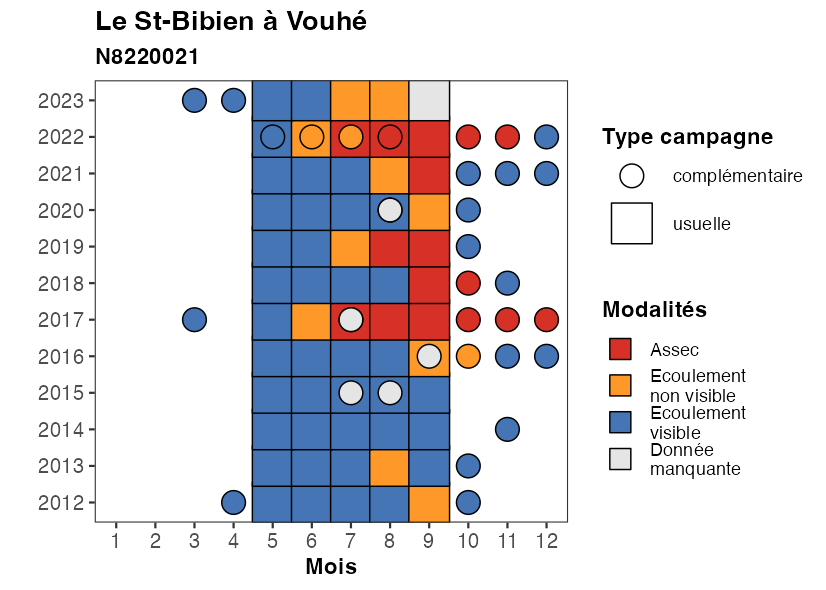 Le St-Bibien à Vouhé
N8220021
2023
2022
2021
2020
2019
2018
2017
2016
2015
2014
2013
2012
1 2 3 4 5 6 7 8 9 10 11 12
Mois
Type campagne
complémentaire
usuelle
Modalités
Assec
Ecoulement
non visible
Ecoulement
visible
Donnée
manquante